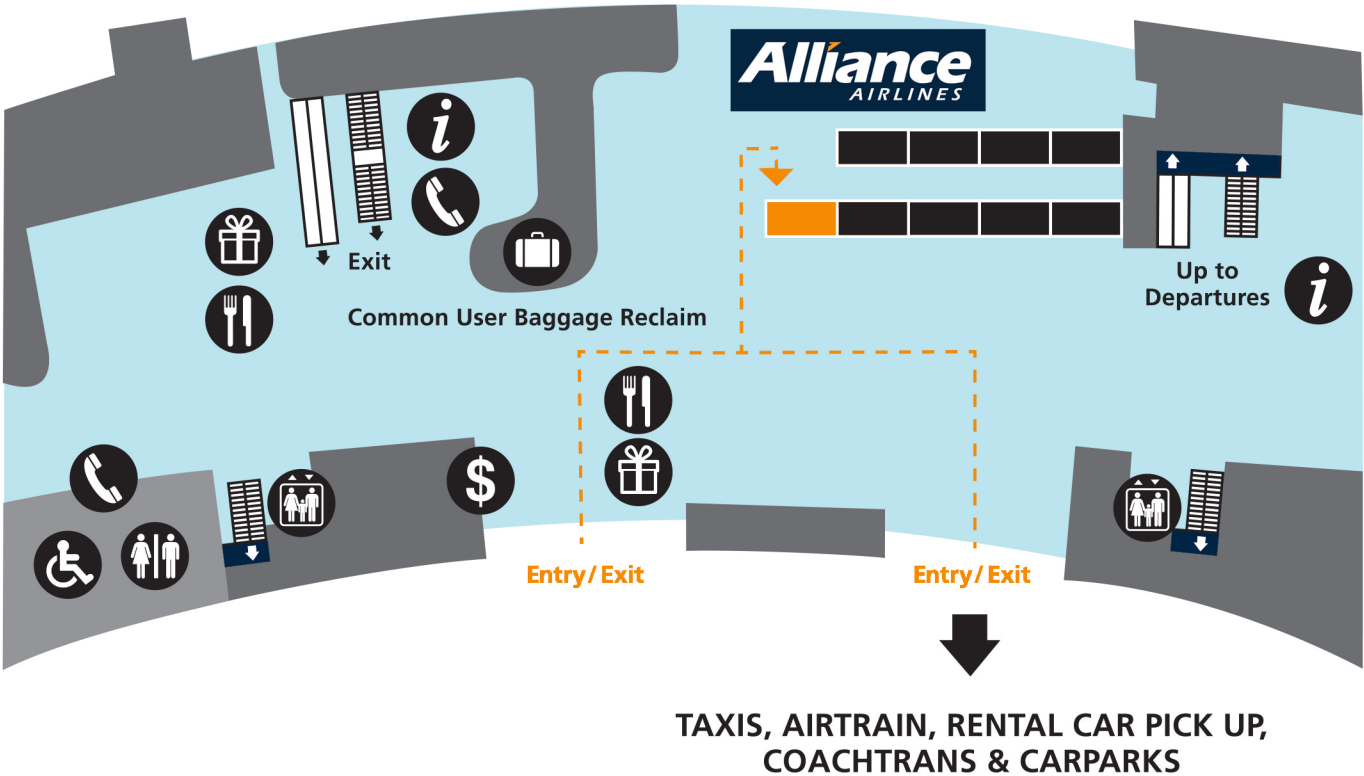 Alliance
AIRLINES
Exit
Common User Baggage Reclaim
Up to
Departures
$
Entry/Exit
Entry/Exit
TAXIS, AIRTRAIN, RENTAL CAR PICK UP,
COACHTRANS & CARPARKS